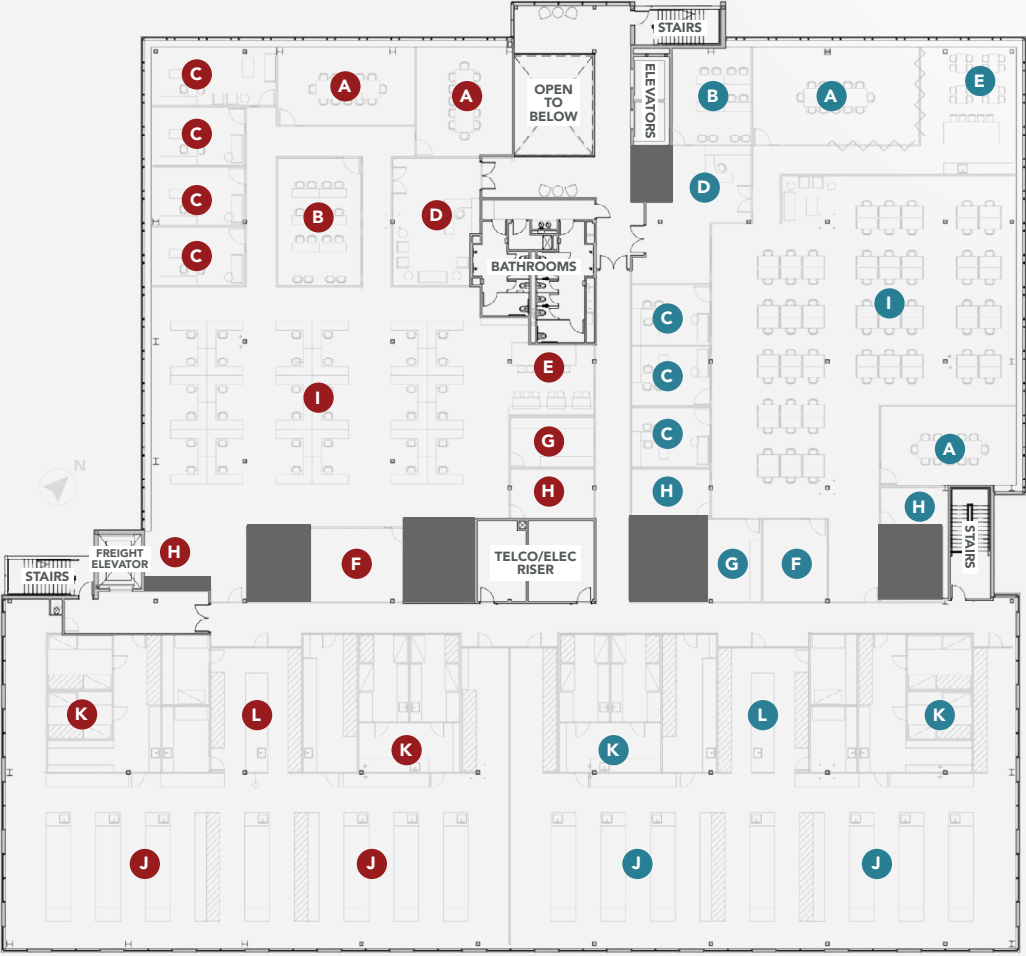 STAIRS
C
A
A
OPEN
TO
BELOW
ELEVATORS
B
A
E
C
C
B
D
D
C
BATHROOMS
I
C
E
C
I
C
G
A
N
H
H
H
STAIRS
H
FREIGHT
ELEVATOR
F
TELCO/ELEC
RISER
G
F
STAIRS
K
L
K
K
L
K
J
J
J
J